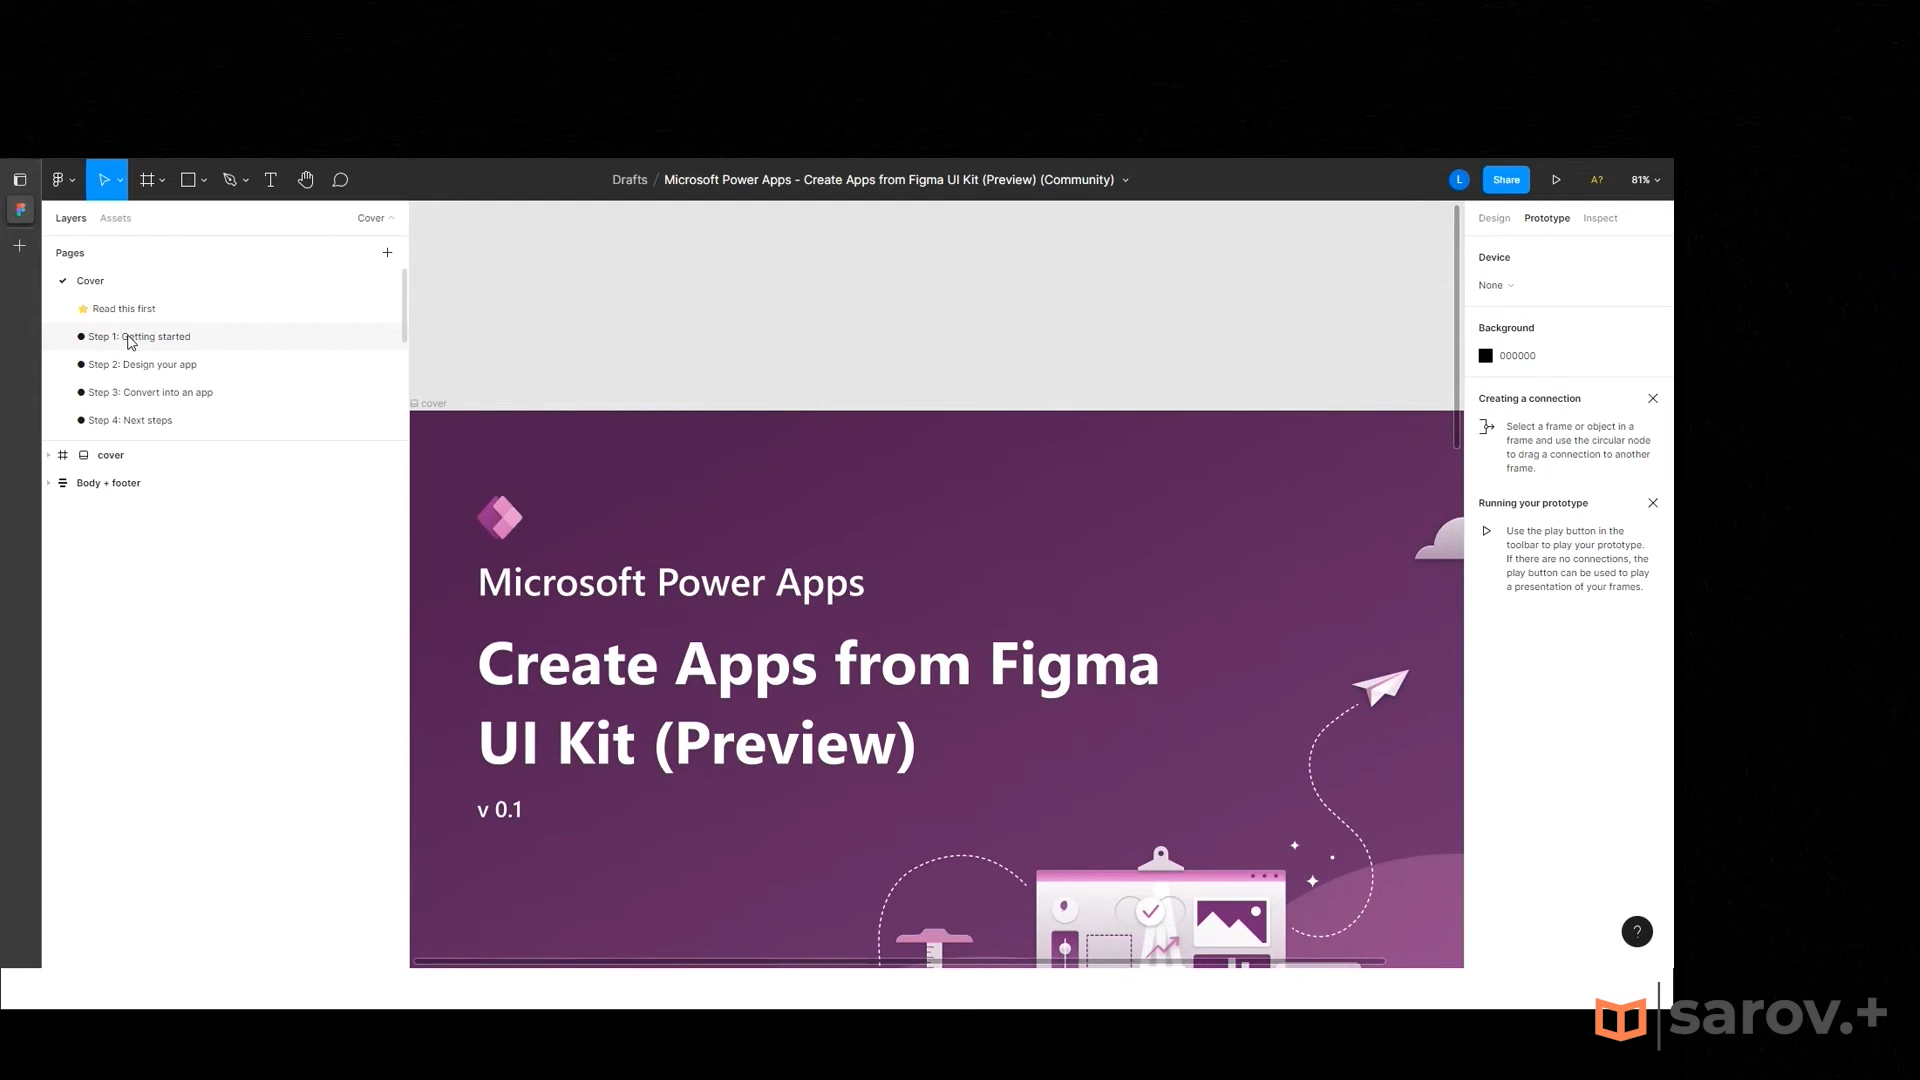 Drafts / Microsoft Power Apps - Create Apps from Figma UI Kit (Preview) (Community)
L
Share
A?
81%
Layers
Assets
Cover
Pages
Cover
Read this first
Step 1: Getting started
Step 2: Design your app
Step 3: Convert into an app
Step 4: Next steps
cover
Body + footer
cover
Microsoft Power Apps
Create Apps from Figma
UI Kit (Preview)
v 0.1
Design
Prototype
Inspect
Device
None
Background
000000
Creating a connection
Select a frame or object in a
frame and use the circular node
to drag a connection to another
frame.
Running your prototype
Use the play button in the
toolbar to play your prototype.
If there are no connections, the
play button can be used to play
a presentation of your frames.
?
sarov.+